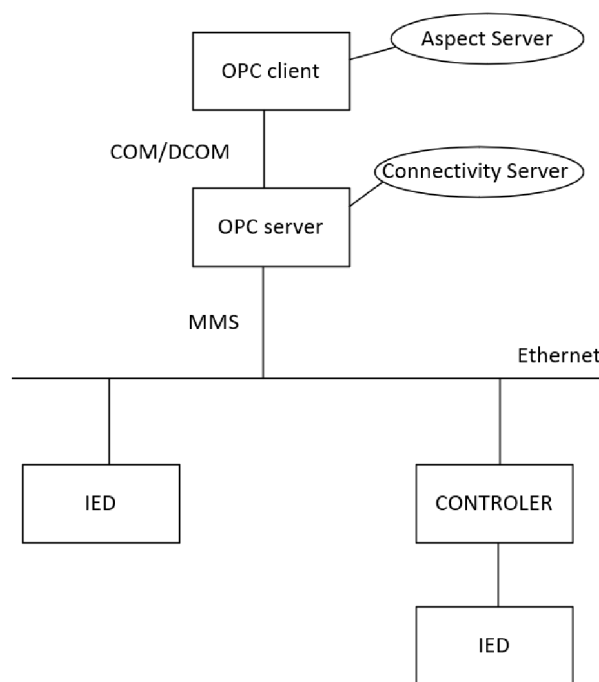 Aspect Server
OPC client
COM/DCOM
Connectivity Server
OPC server
MMS
Ethernet
IED
CONTROLER
IED